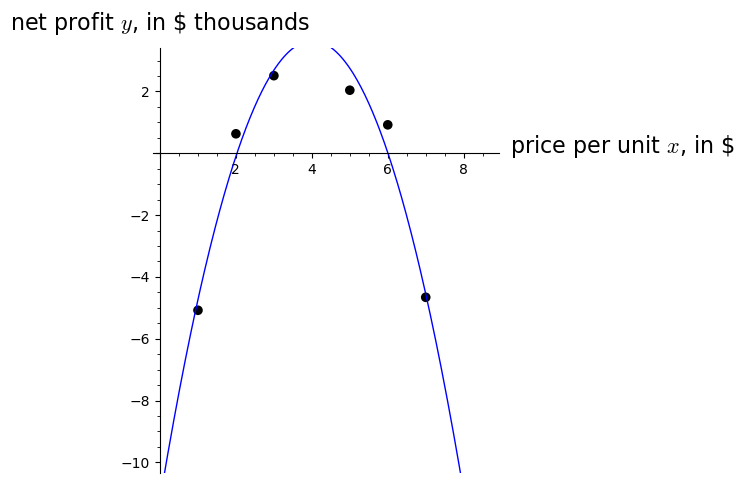 net profit y, in $ thousands
2
price per unit x, in $
2 4 6 8
−2
−4
−6
−8
−10